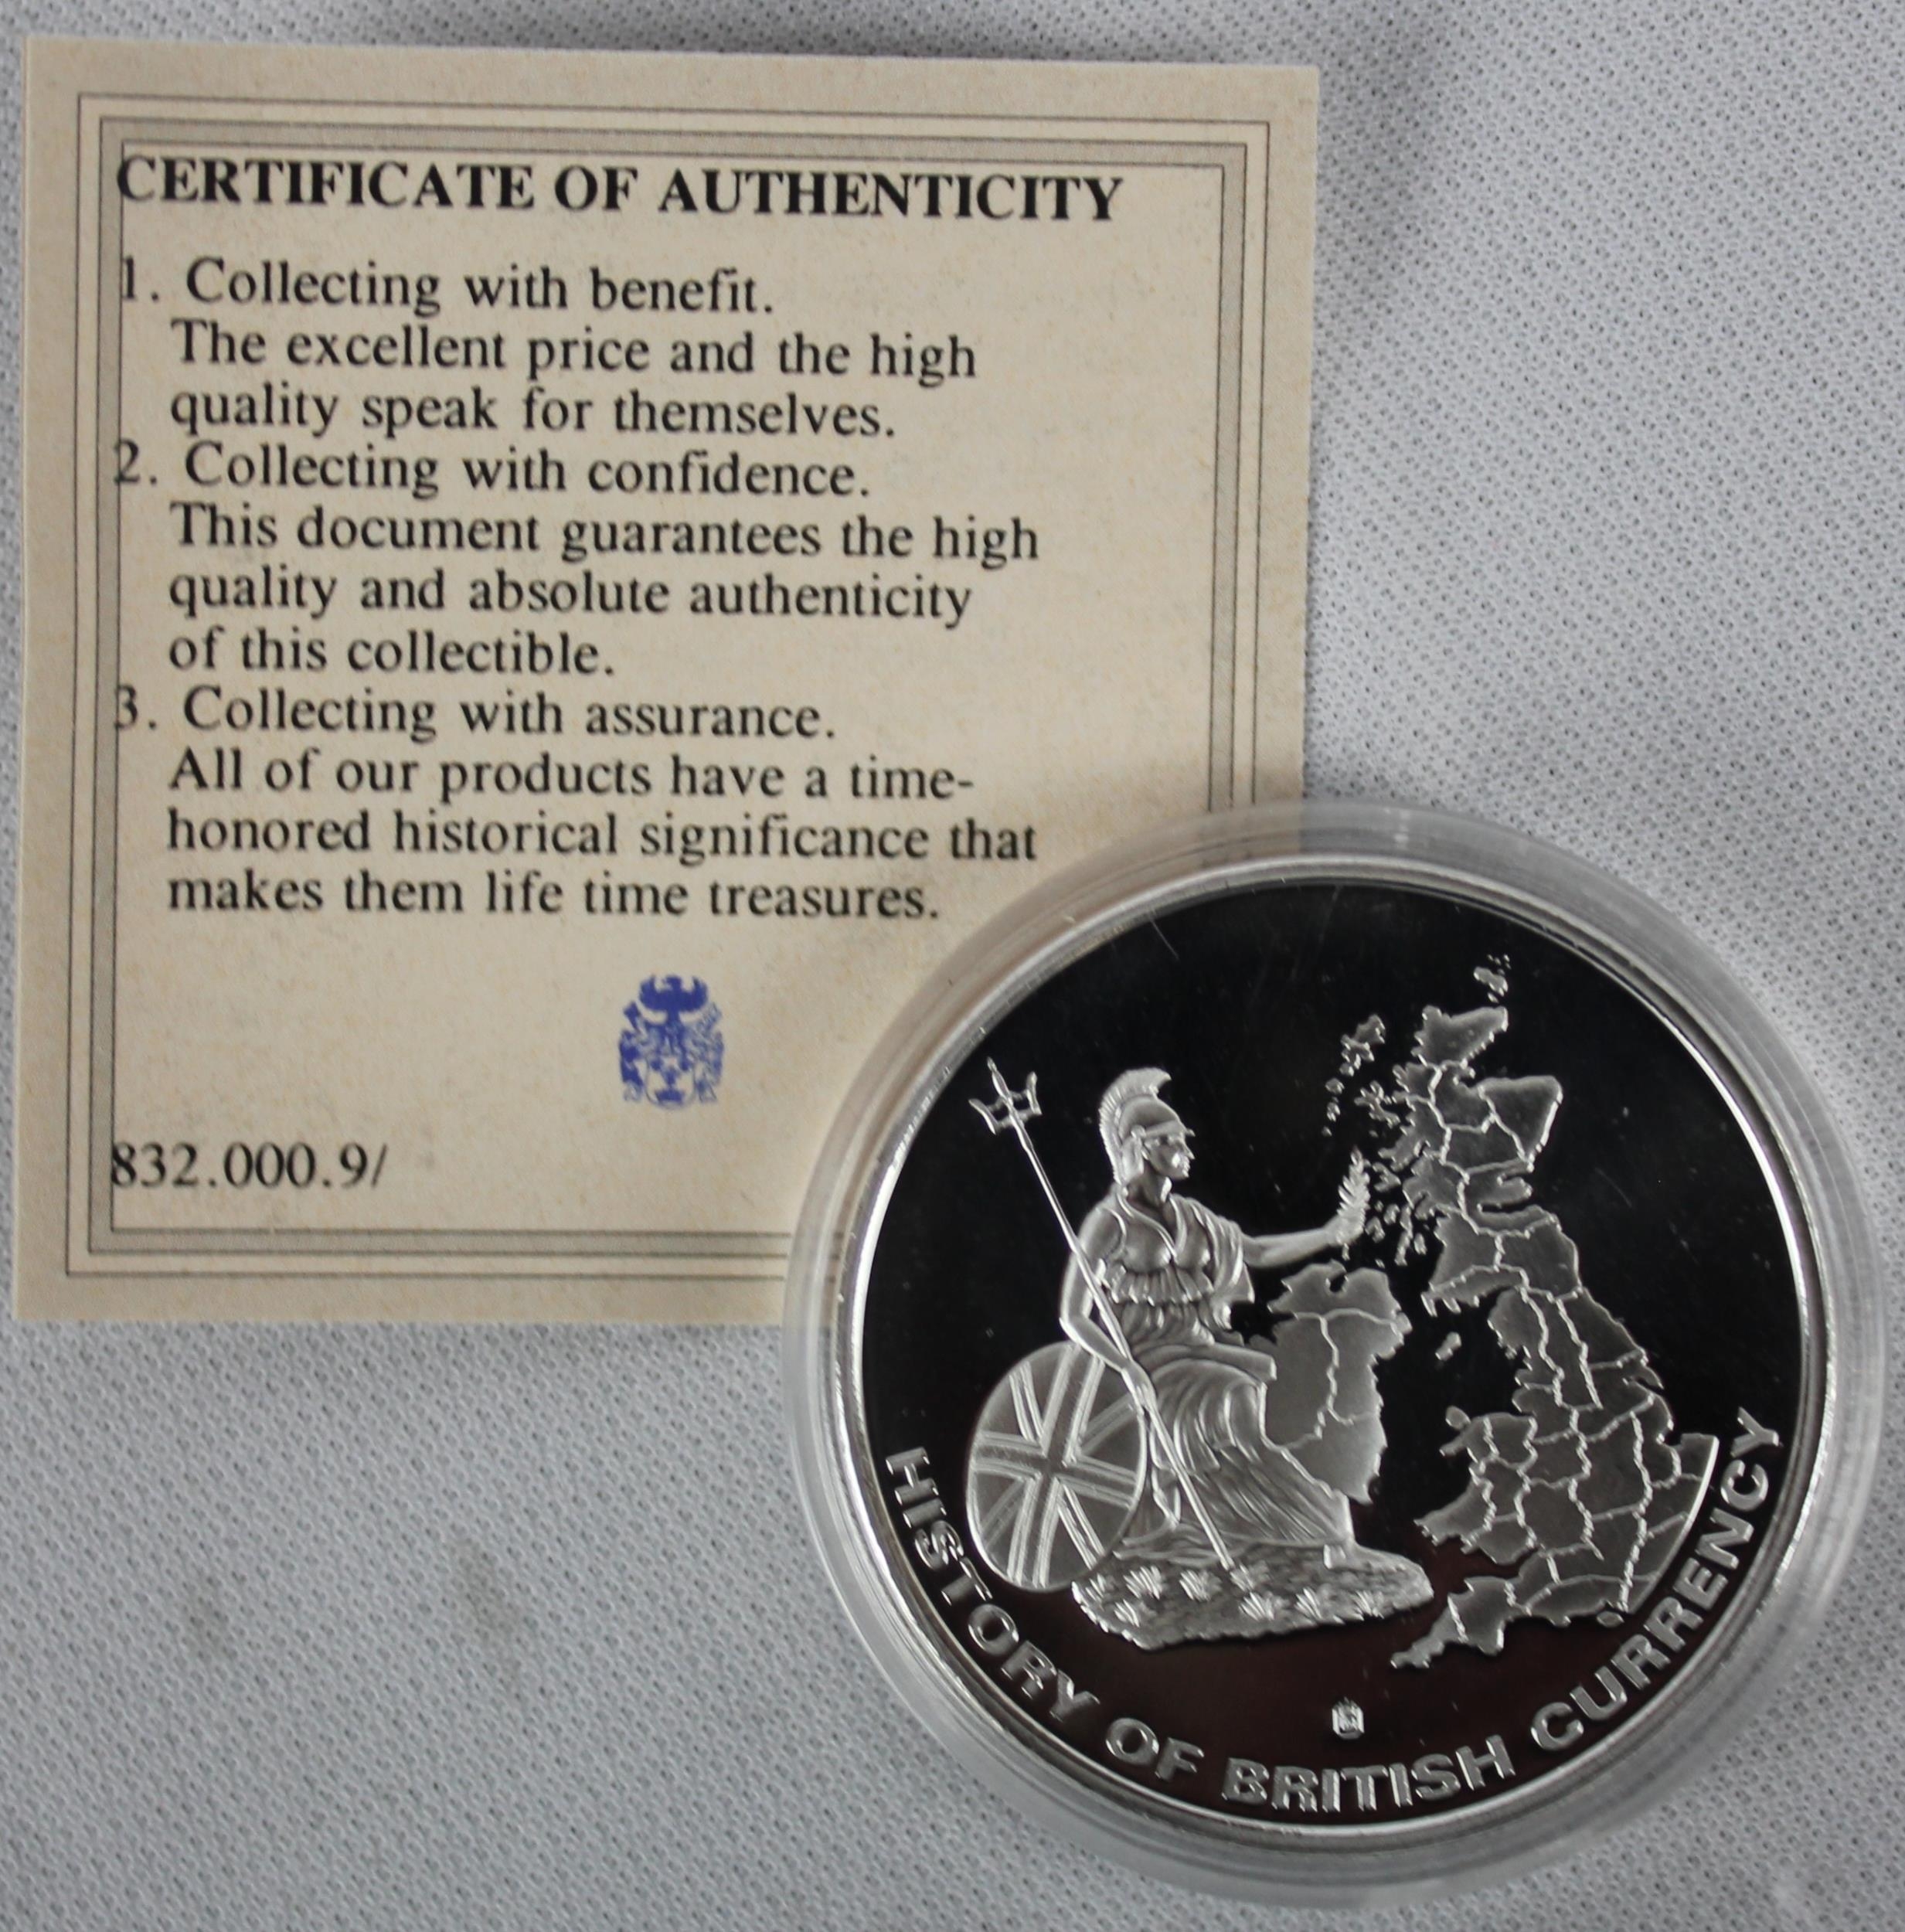 CERTIFICATE OF AUTHENTICITY
1. Collecting with benefit.
The excellent price and the high
quality speak for themselves.
2. Collecting with confidence.
This document guarantees the high
quality and absolute authenticity
of this collectible.
3. Collecting with assurance.
All of our products have a time-
honored historical significance that
makes them life time treasures.
832.000.9/
HISTORY OF BRITISH CURRENCY